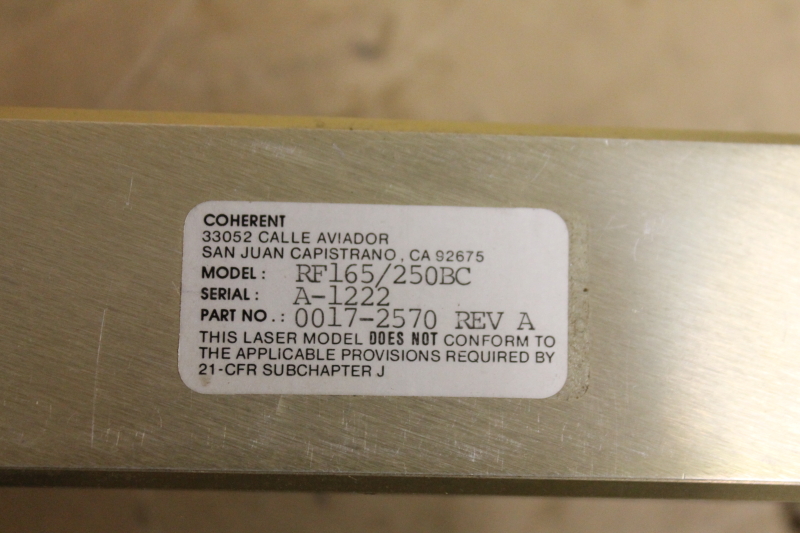 COHERENT
33052 CALLE AVIADOR
SAN JUAN CAPISTRANO, CA 92675
MODEL: RF165/250BC
SERIAL: A-1222
PART NO.: 0017-2570 REV A
THIS LASER MODEL DOES NOT CONFORM TO
THE APPLICABLE PROVISIONS REQUIRED BY
21-CFR SUBCHAPTER J